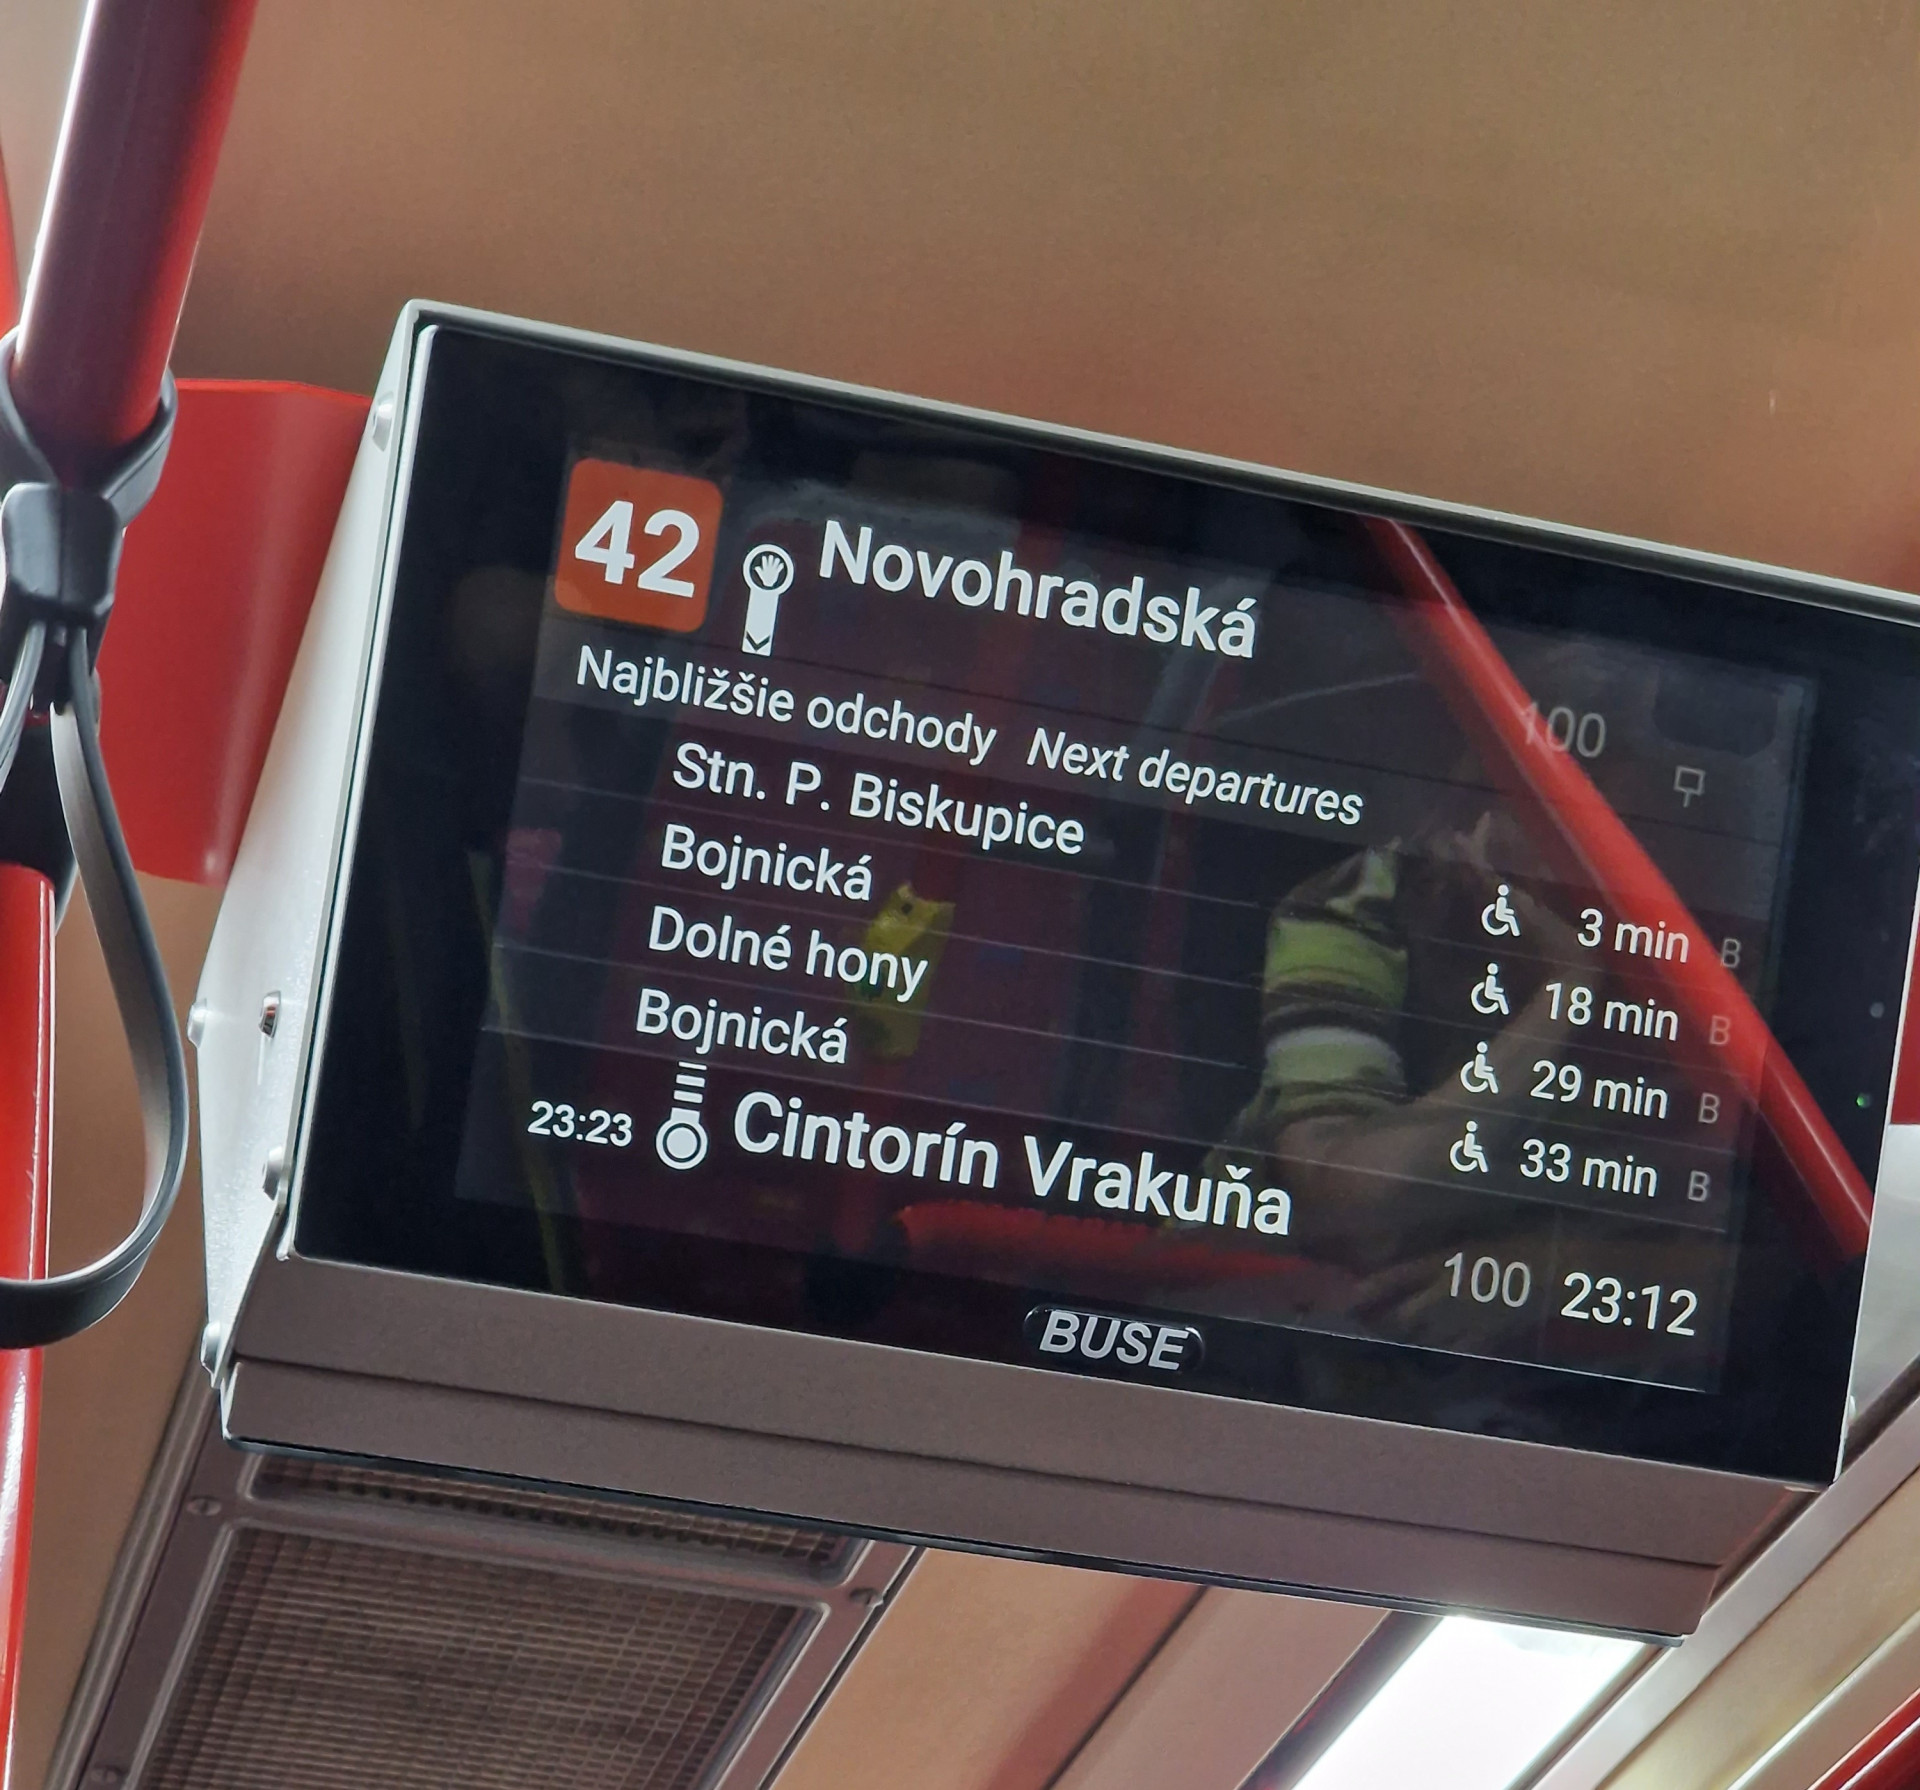 42 Novohradská 100
Najbližšie odchody Next departures
Stn. P. Biskupice 3 min B
Bojnická 18 min B
Dolné hony 29 min B
Bojnická 33 min B
23:23 Cintorín Vrakuňa 100 23:12
BUSE